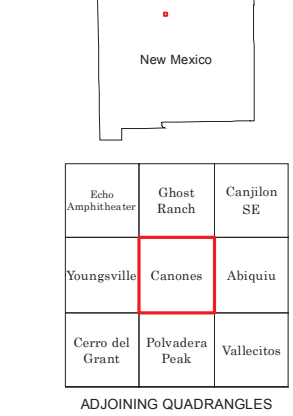 New Mexico
Echo
Amphitheater
Ghost
Ranch
Canjilon
SE
Youngsville
Canones
Abiquiu
Cerro del
Grant
Polvadera
Peak
Vallecitos
ADJOINING QUADRANGLES